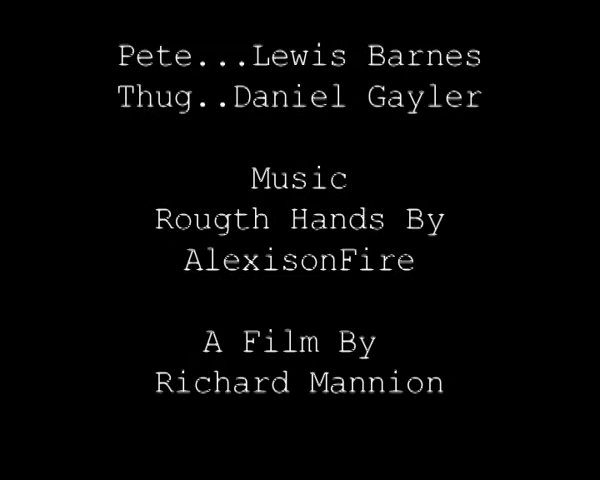 Pete...Lewis Barnes
Thug..Daniel Gayler
Music
Rougth Hands By
AlexisonFire
A Film By
Richard Mannion